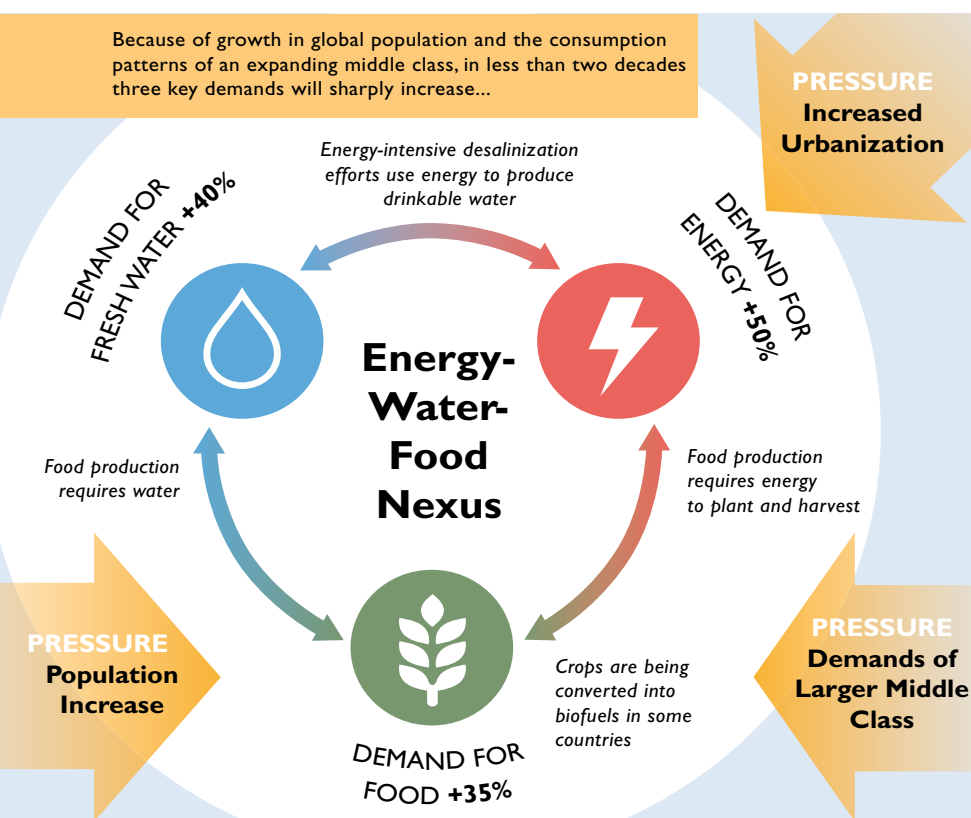 Because of growth in global population and the consumption
patterns of an expanding middle class, in less than two decades
three key demands will sharply increase...
PRESSURE
Increased
Urbanization
Energy-intensive desalinization
efforts use energy to produce
drinkable water
DEMAND FOR
FRESH WATER +40%
DEMAND FOR
ENERGY +50%
Energy-
Water-
Food
Nexus
Food production
requires water
Food production
requires energy
to plant and harvest
PRESSURE
Population
Increase
PRESSURE
Demands of
Larger Middle
Class
Crops are being
converted into
biofuels in some
countries
DEMAND FOR
FOOD +35%